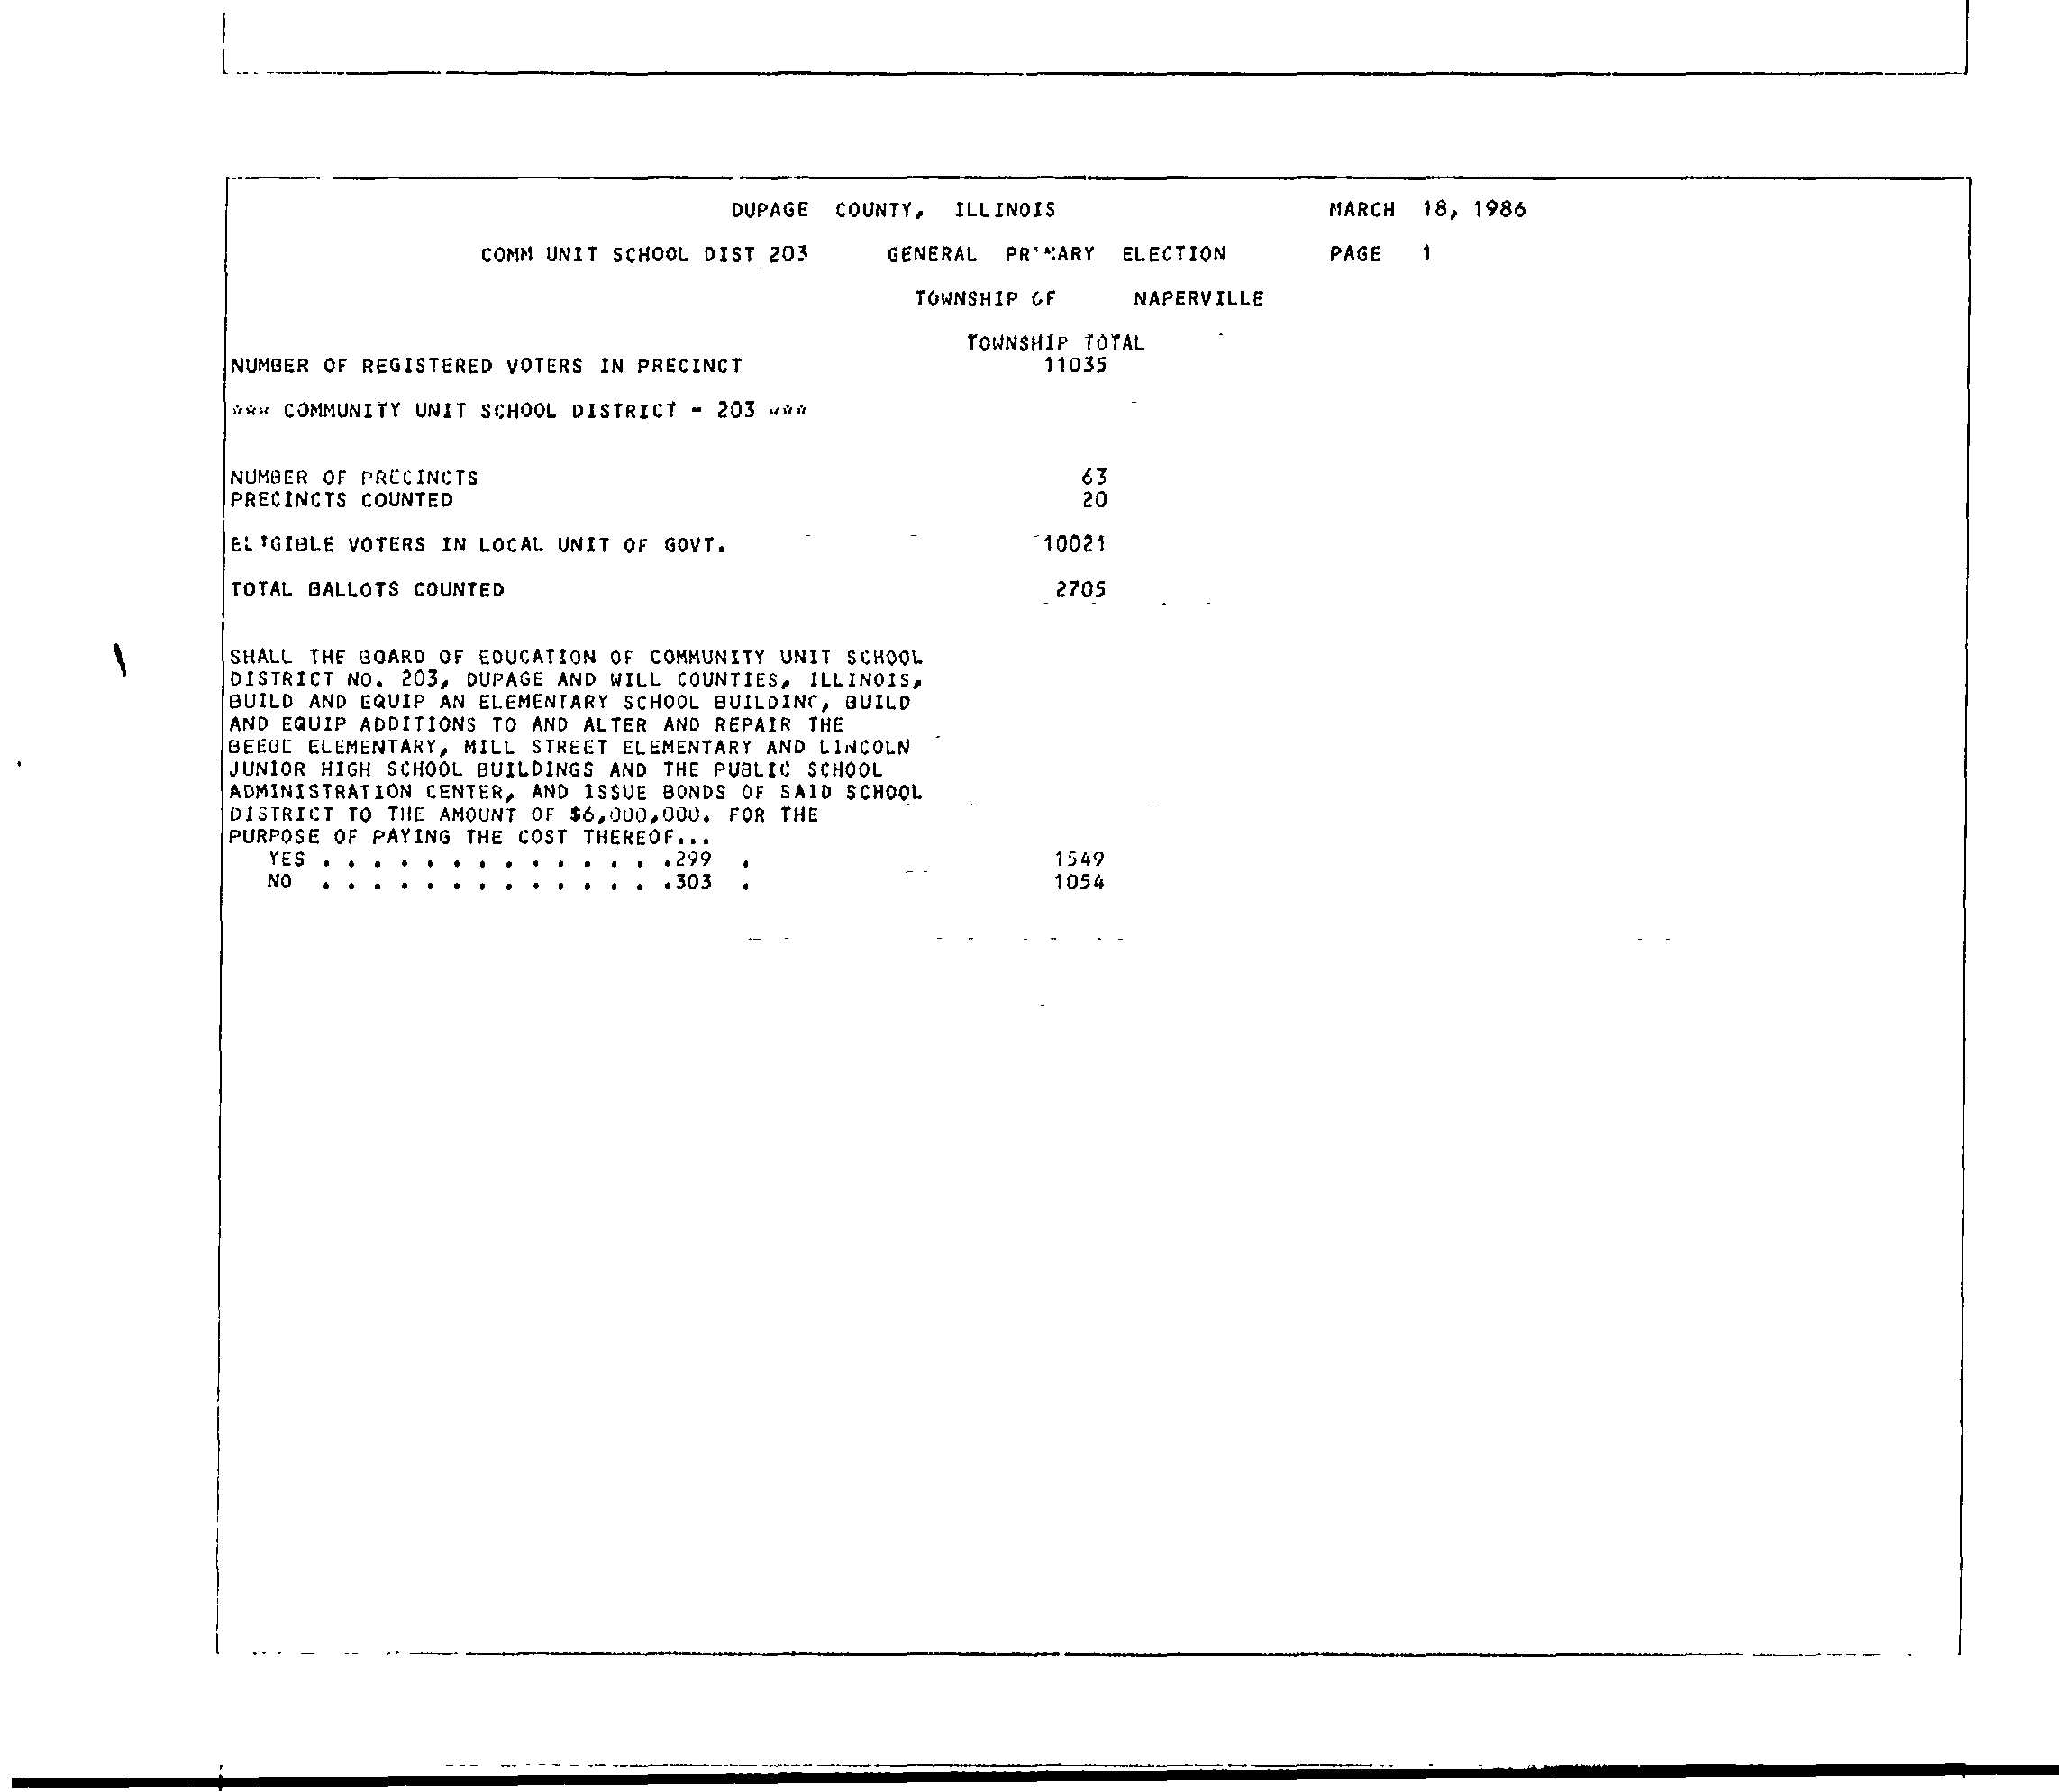 DUPAGE COUNTY, ILLINOIS MARCH 18, 1986
COMM UNIT SCHOOL DIST 203 GENERAL PRIMARY ELECTION PAGE 1
TOWNSHIP OF NAPERVILLE
TOWNSHIP TOTAL
NUMBER OF REGISTERED VOTERS IN PRECINCT 11035
*** COMMUNITY UNIT SCHOOL DISTRICT - 203 ***
NUMBER OF PRECINCTS 63
PRECINCTS COUNTED 20
ELIGIBLE VOTERS IN LOCAL UNIT OF GOVT. 10021
TOTAL BALLOTS COUNTED 2705
SHALL THE BOARD OF EDUCATION OF COMMUNITY UNIT SCHOOL
DISTRICT NO. 203, DUPAGE AND WILL COUNTIES, ILLINOIS,
BUILD AND EQUIP AN ELEMENTARY SCHOOL BUILDING, BUILD
AND EQUIP ADDITIONS TO AND ALTER AND REPAIR THE
BEEBE ELEMENTARY, MILL STREET ELEMENTARY AND LINCOLN
JUNIOR HIGH SCHOOL BUILDINGS AND THE PUBLIC SCHOOL
ADMINISTRATION CENTER, AND ISSUE BONDS OF SAID SCHOOL
DISTRICT TO THE AMOUNT OF $6,000,000. FOR THE
PURPOSE OF PAYING THE COST THEREOF...
YES . . . . . . . . . . . . . .299 . 1549
NO . . . . . . . . . . . . . .303 . 1054